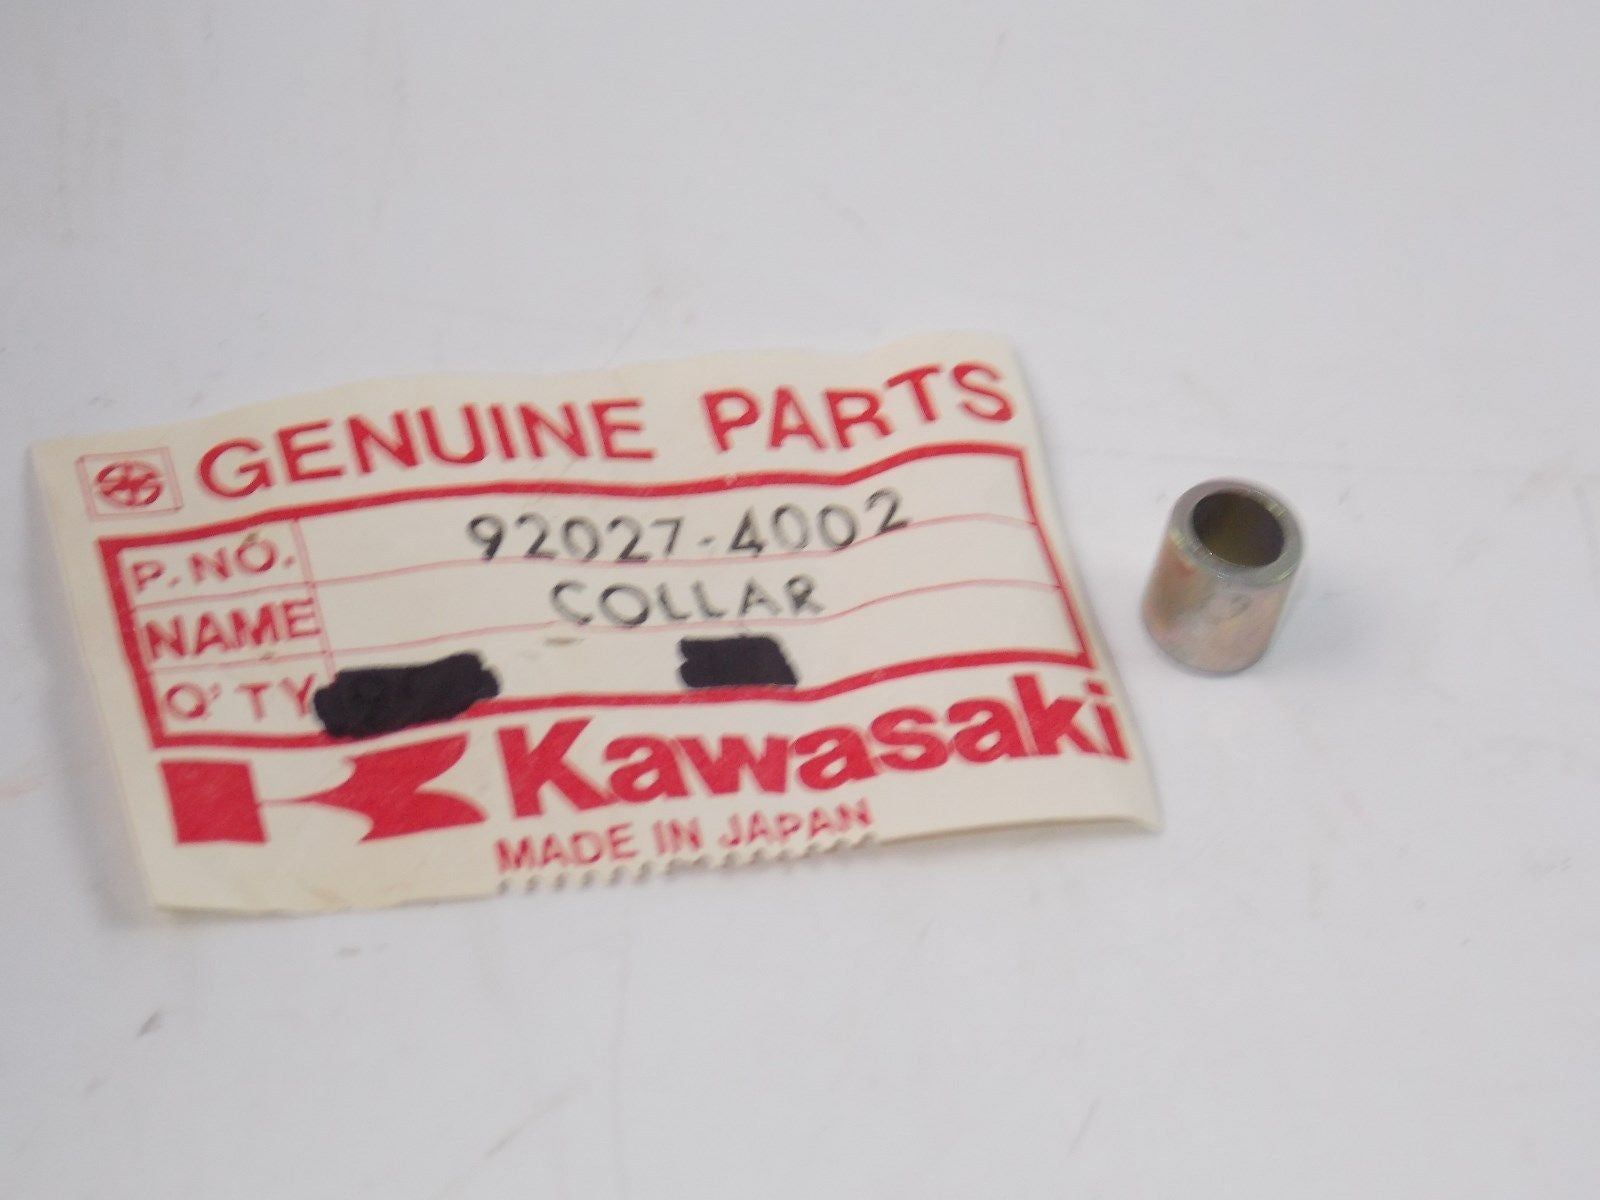 GENUINE PARTS
P.NO. 92027-4002
NAME COLLAR
Q'TY
Kawasaki
MADE IN JAPAN